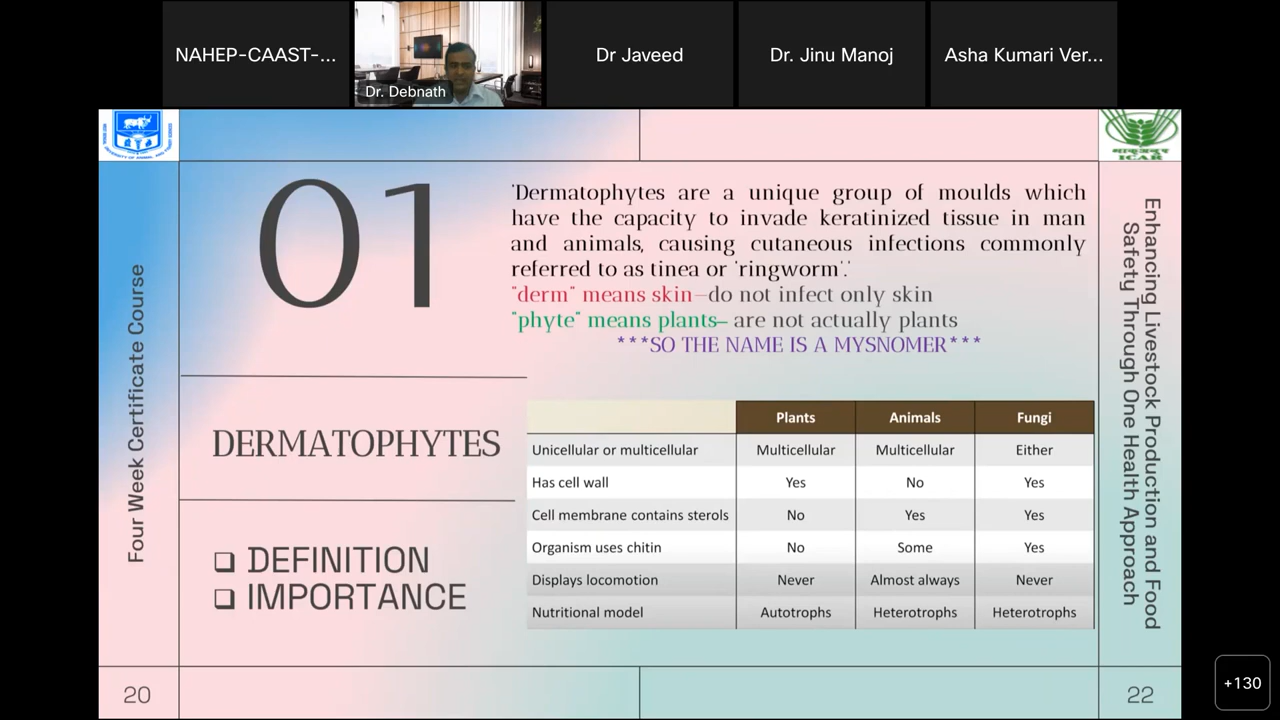 NAHEP-CAAST-...
Dr. Debnath
Dr Javeed
Dr. Jinu Manoj
Asha Kumari Ver...
ICAR
01
'Dermatophytes are a unique group of moulds which
have the capacity to invade keratinized tissue in man
and animals, causing cutaneous infections commonly
referred to as tinea or 'ringworm'.'
"derm" means skin—do not infect only skin
"phyte" means plants– are not actually plants
***SO THE NAME IS A MYSNOMER***
Four Week Certificate Course
DERMATOPHYTES
❑ DEFINITION
❑ IMPORTANCE
Plants Animals Fungi
Unicellular or multicellular Multicellular Multicellular Either
Has cell wall Yes No Yes
Cell membrane contains sterols No Yes Yes
Organism uses chitin No Some Yes
Displays locomotion Never Almost always Never
Nutritional model Autotrophs Heterotrophs Heterotrophs
Enhancing Livestock Production and Food
Safety Through One Health Approach
20
22
+130